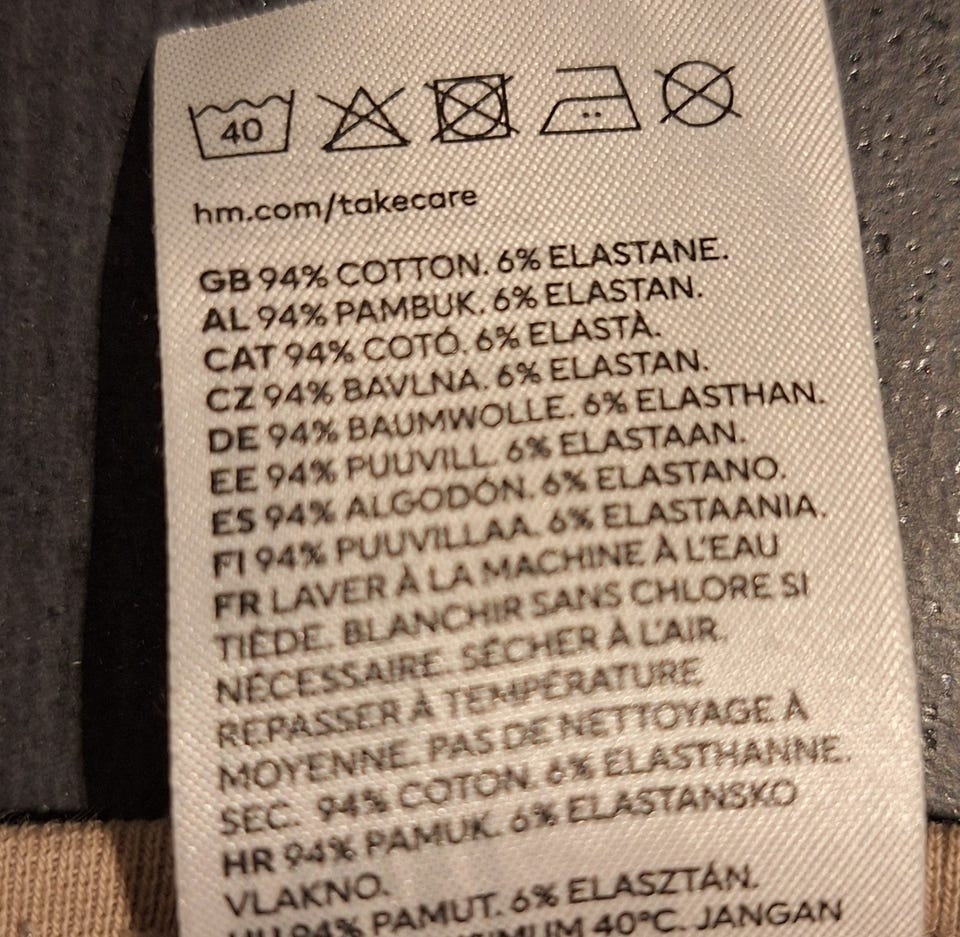 40
hm.com/takecare
GB 94% COTTON. 6% ELASTANE.
AL 94% PAMBUK. 6% ELASTAN.
CAT 94% COTÓ. 6% ELASTÀ.
CZ 94% BAVLNA. 6% ELASTAN.
DE 94% BAUMWOLLE. 6% ELASTHAN.
EE 94% PUUVILL. 6% ELASTAAN.
ES 94% ALGODÓN. 6% ELASTANO.
FI 94% PUUVILLAA. 6% ELASTAANIA.
FR LAVER À LA MACHINE À L'EAU
TIÈDE. BLANCHIR SANS CHLORE SI
NÉCESSAIRE. SÉCHER À L'AIR.
REPASSER À TEMPÉRATURE
MOYENNE. PAS DE NETTOYAGE À
SEC. 94% COTON. 6% ELASTHANNE.
HR 94% PAMUK. 6% ELASTANSKO
VLAKNO.
HU 94% PAMUT. 6% ELASZTÁN.
40°C. JANGAN